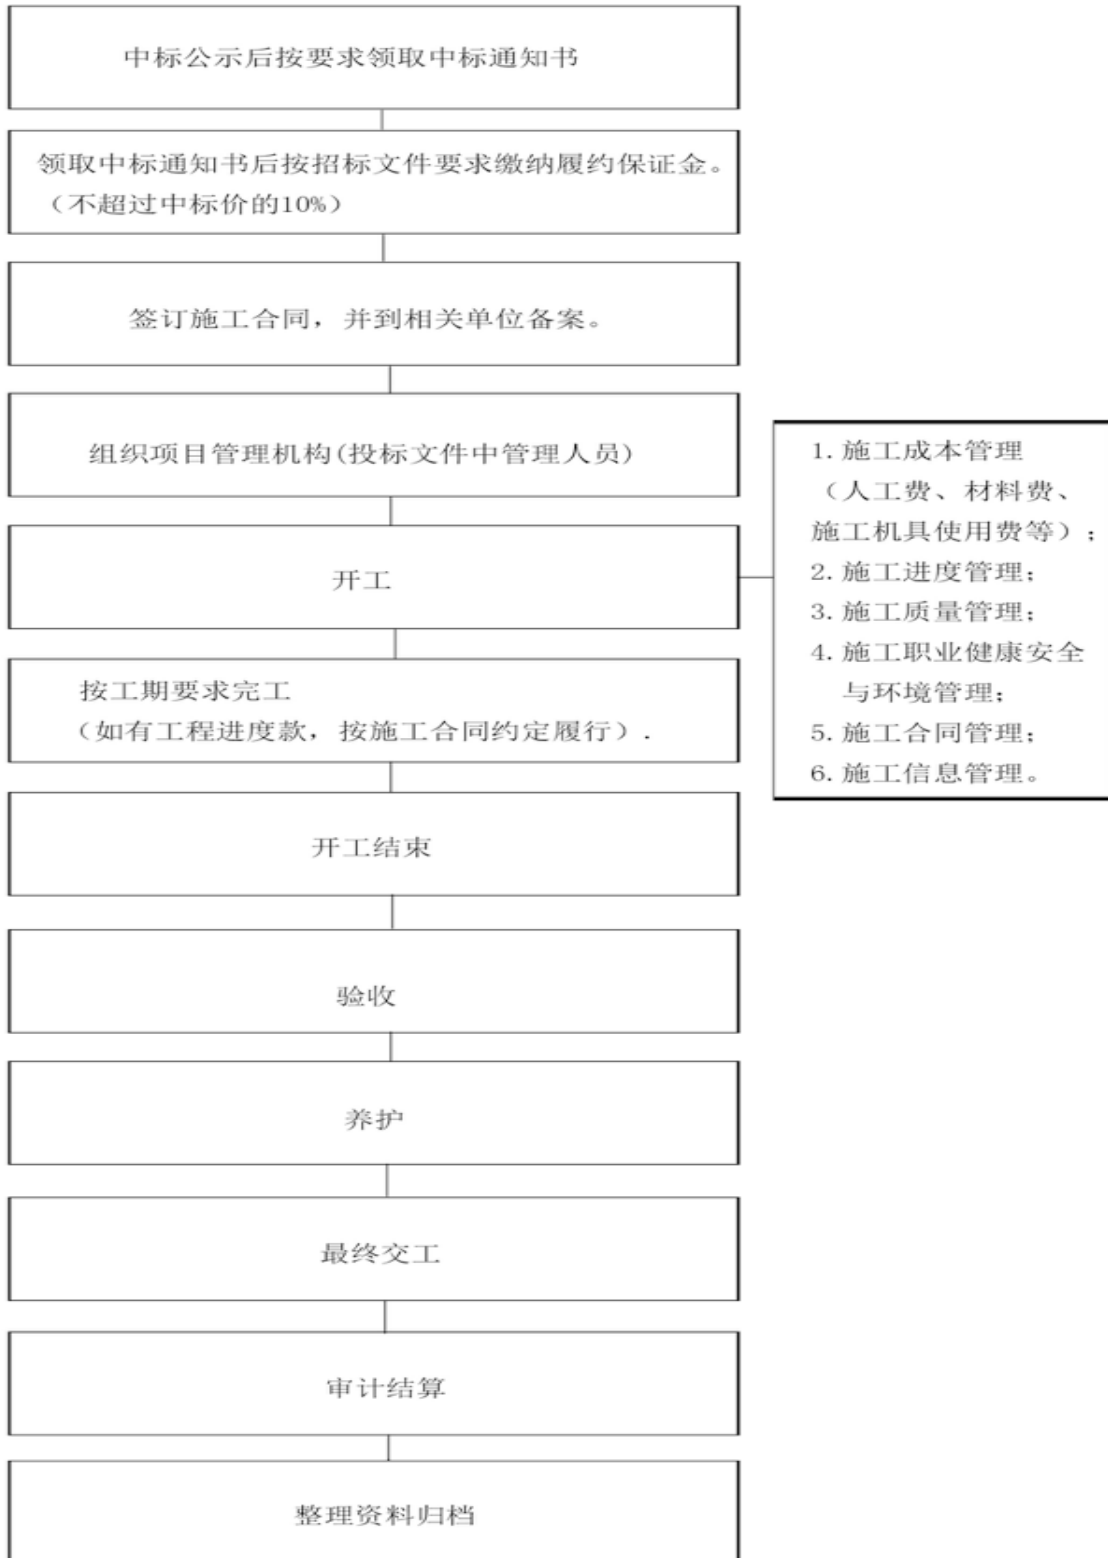 中标公示后按要求领取中标通知书
领取中标通知书后按招标文件要求缴纳履约保证金。
（不超过中标价的10%）
签订施工合同，并到相关单位备案。
组织项目管理机构(投标文件中管理人员)
开工
1.施工成本管理
（人工费、材料费、
施工机具使用费等）；
2.施工进度管理；
3.施工质量管理；
4.施工职业健康安全
与环境管理；
5.施工合同管理；
6.施工信息管理。
按工期要求完工
（如有工程进度款，按施工合同约定履行）.
开工结束
验收
养护
最终交工
审计结算
整理资料归档